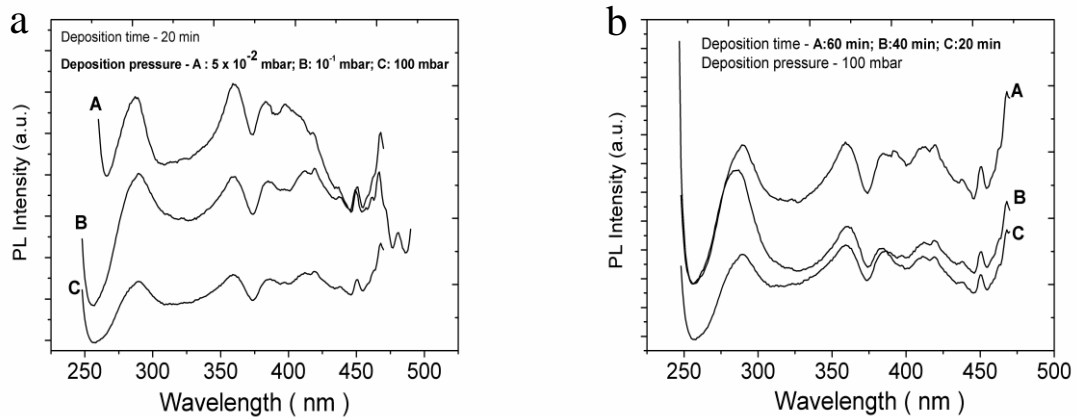 a
Deposition time - 20 min
Deposition pressure - A : 5 x 10⁻² mbar; B: 10⁻¹ mbar; C: 100 mbar
A
B
C
PL Intensity (a.u.)
250 300 350 400 450 500
Wavelength ( nm )
b
Deposition time - A:60 min; B:40 min; C:20 min
Deposition pressure - 100 mbar
A
B
C
PL Intensity (a.u.)
250 300 350 400 450 500
Wavelength ( nm )